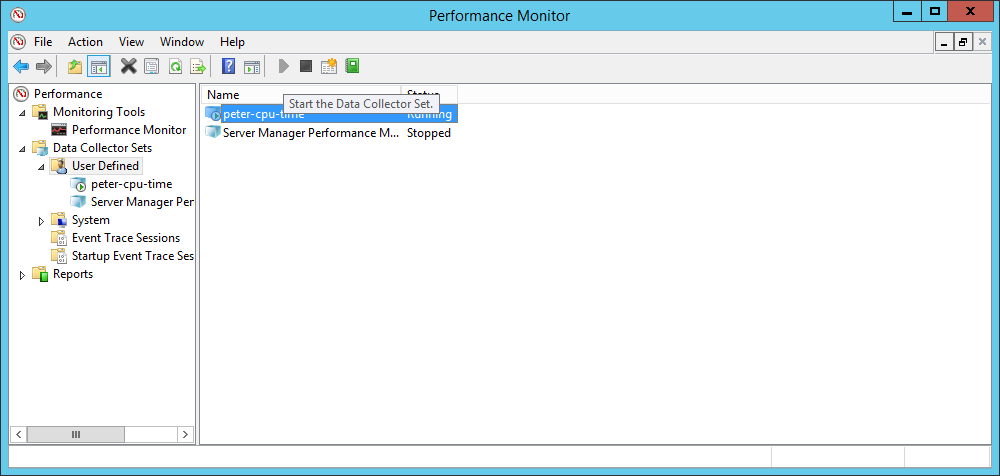 Performance Monitor
File Action View Window Help
Performance
Monitoring Tools
Performance Monitor
Data Collector Sets
User Defined
peter-cpu-time
Server Manager Per
System
Event Trace Sessions
Startup Event Trace Ses
Reports
Name Status
Start the Data Collector Set.
peter-cpu-time Running
Server Manager Performance M... Stopped